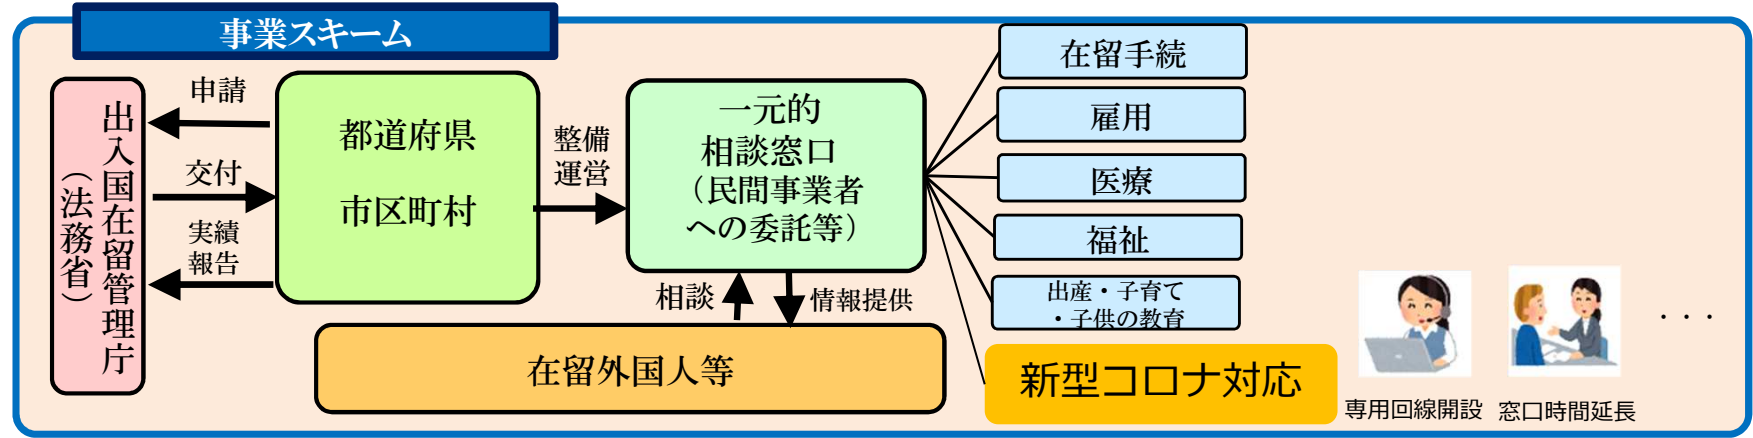 事業スキーム
出入国在留管理庁
（法務省）
申請
交付
実績
報告
都道府県
市区町村
整備
運営
一元的
相談窓口
（民間事業者
への委託等）
相談
情報提供
在留外国人等
在留手続
雇用
医療
福祉
出産・子育て
・子供の教育
新型コロナ対応
専用回線開設
窓口時間延長
・・・